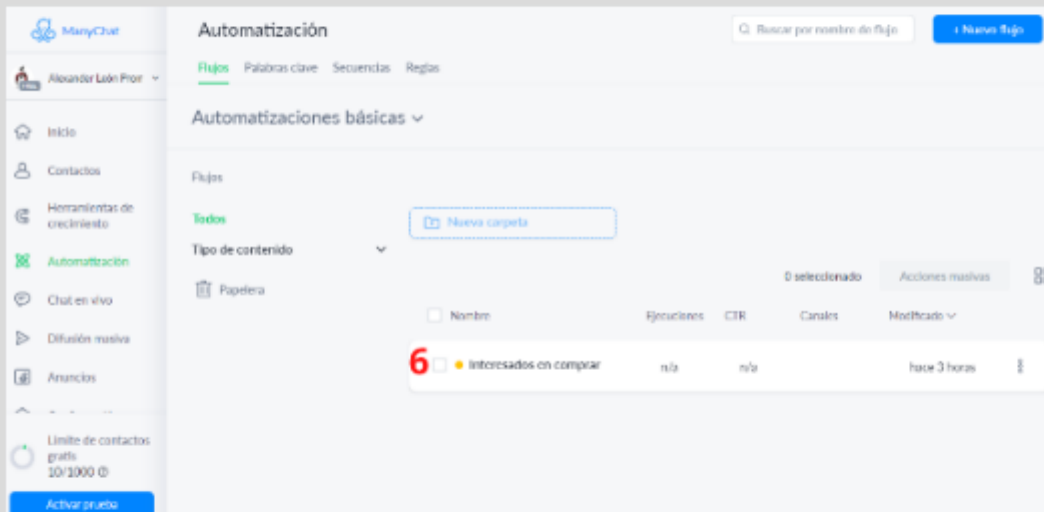 ManyChat
Alexander León Prom
Inicio
Contactos
Herramientas de
crecimiento
Automatización
Chat en vivo
Difusión masiva
Anuncios
Límite de contactos
gratis
10/1000
Activar prueba
Automatización
Buscar por nombre de flujo
+ Nuevo flujo
Flujos Palabras clave Secuencias Reglas
Automatizaciones básicas
Flujos
Todos
Tipo de contenido
Papelera
Nueva carpeta
0 seleccionado Acciones masivas
Nombre Ejecuciones CTR Canales Modificado
6 Interesados en comprar n/a n/a hace 3 horas